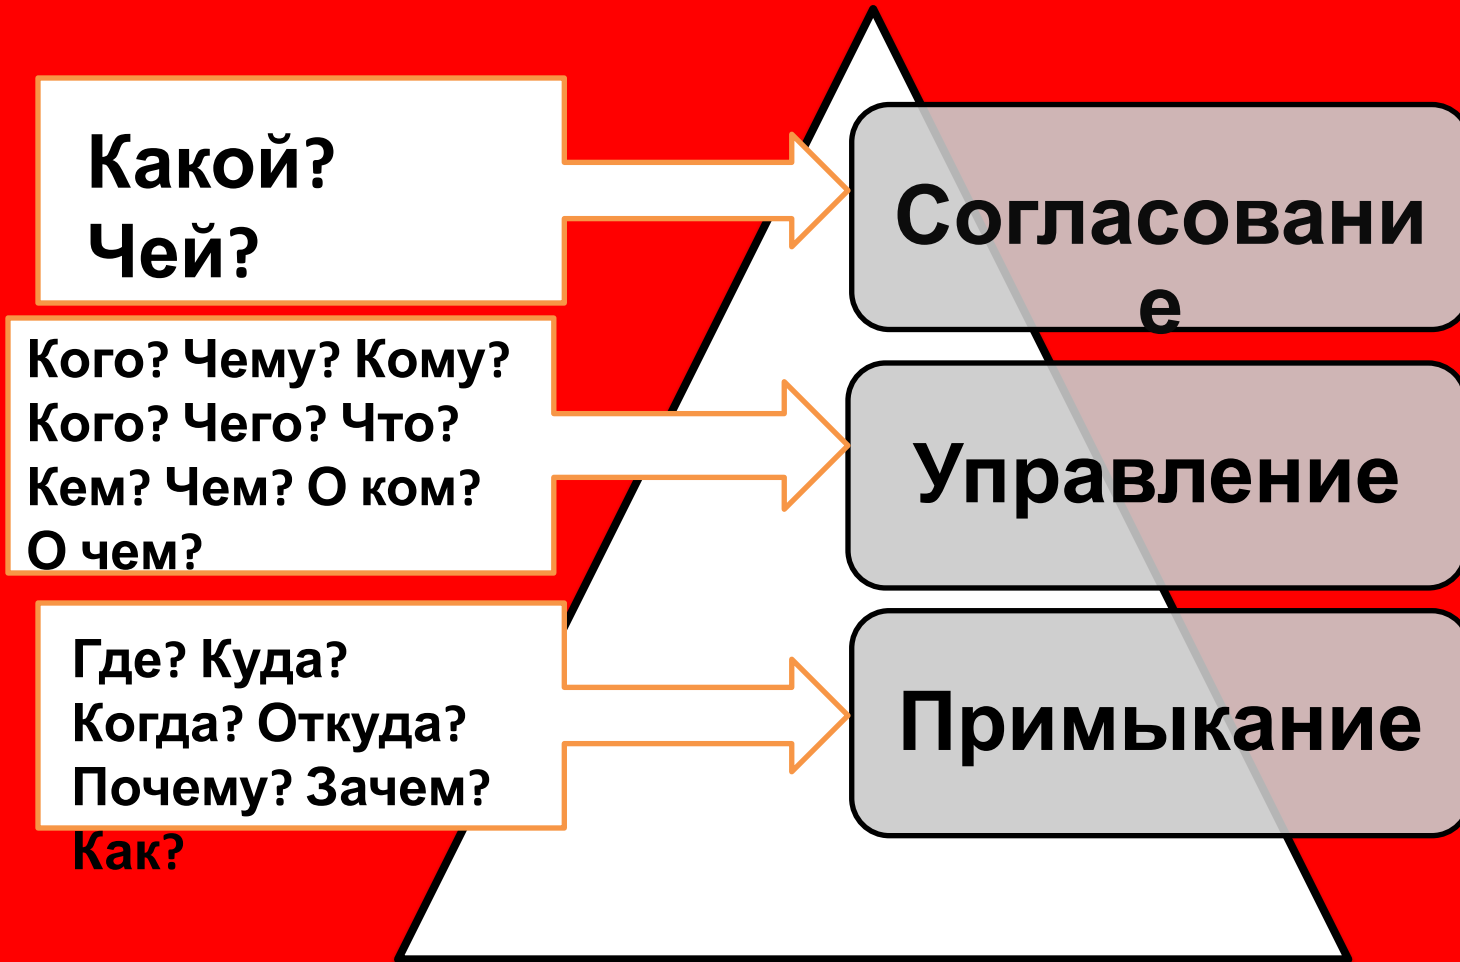 Какой?
Чей?
Согласовани
е
Кого? Чему? Кому?
Кого? Чего? Что?
Кем? Чем? О ком?
О чем?
Управление
Где? Куда?
Когда? Откуда?
Почему? Зачем?
Как?
Примыкание